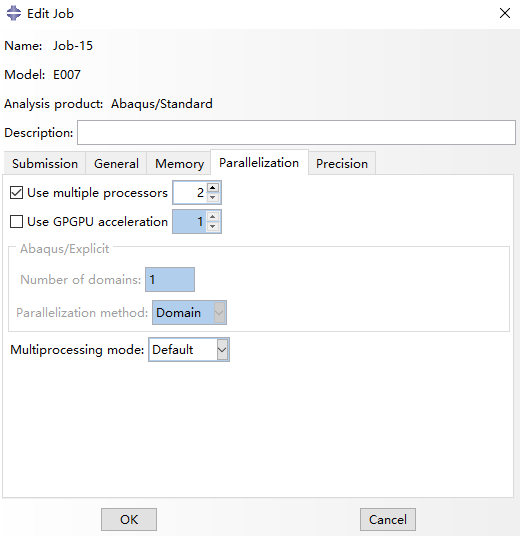 Edit Job
Name: Job-15
Model: E007
Analysis product: Abaqus/Standard
Description:
Submission General Memory Parallelization Precision
Use multiple processors 2
Use GPGPU acceleration 1
Abaqus/Explicit
Number of domains: 1
Parallelization method: Domain
Multiprocessing mode: Default
OK Cancel